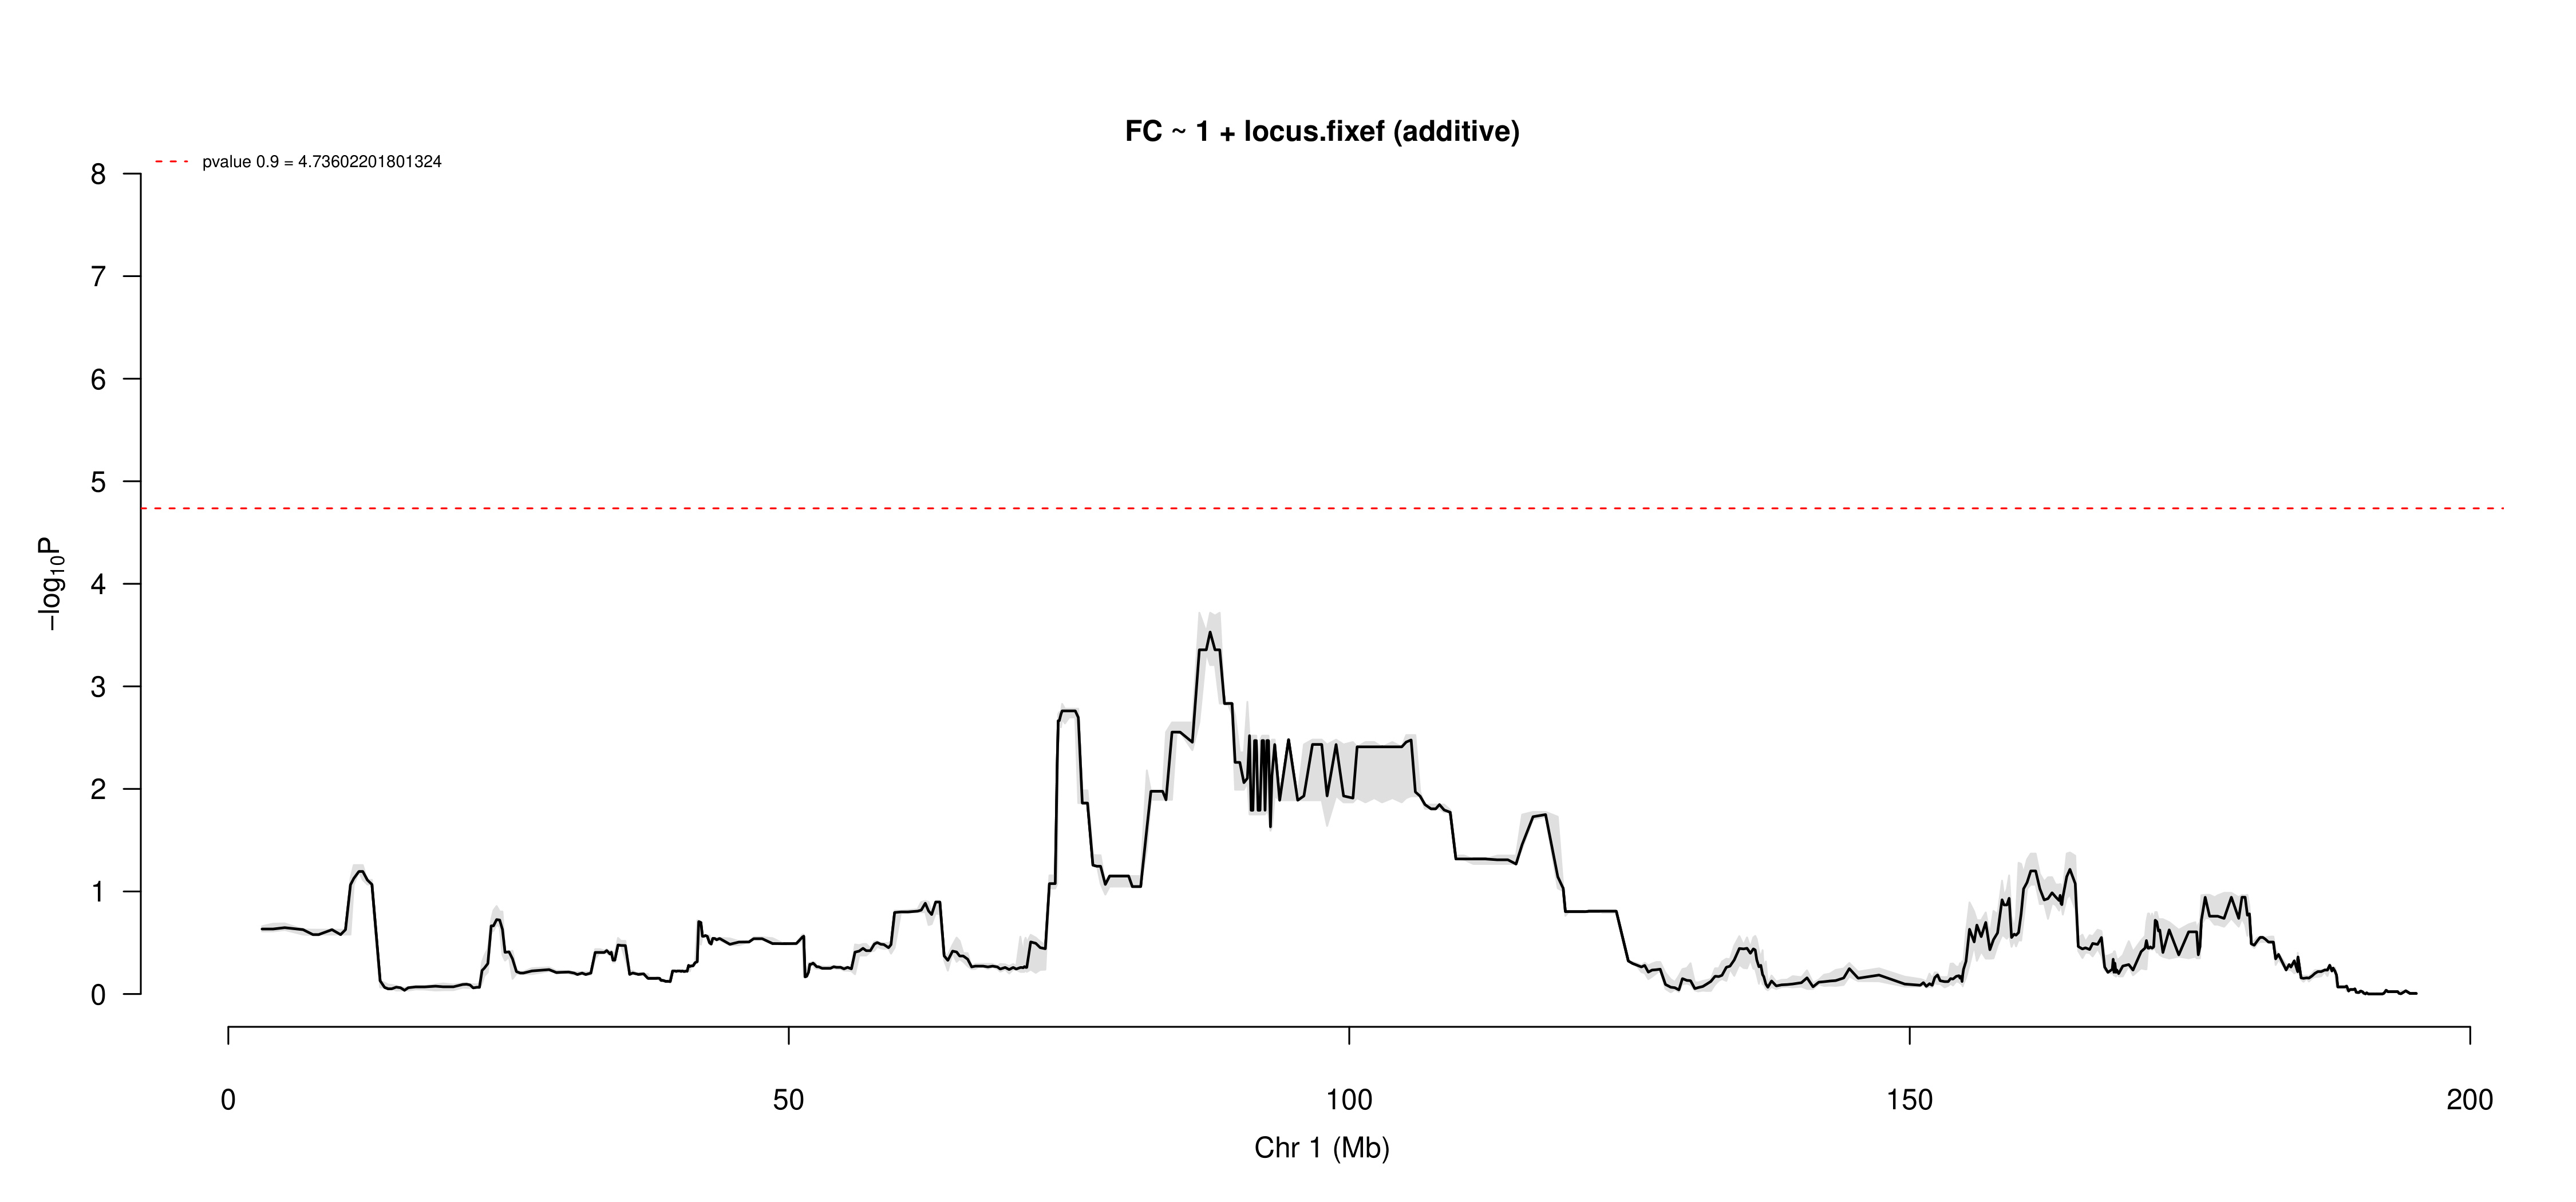 FC ~ 1 + locus.fixef (additive)
pvalue 0.9 = 4.73602201801324
8
7
6
5
4
3
2
1
0
−log10P
0 50 100 150 200
Chr 1 (Mb)